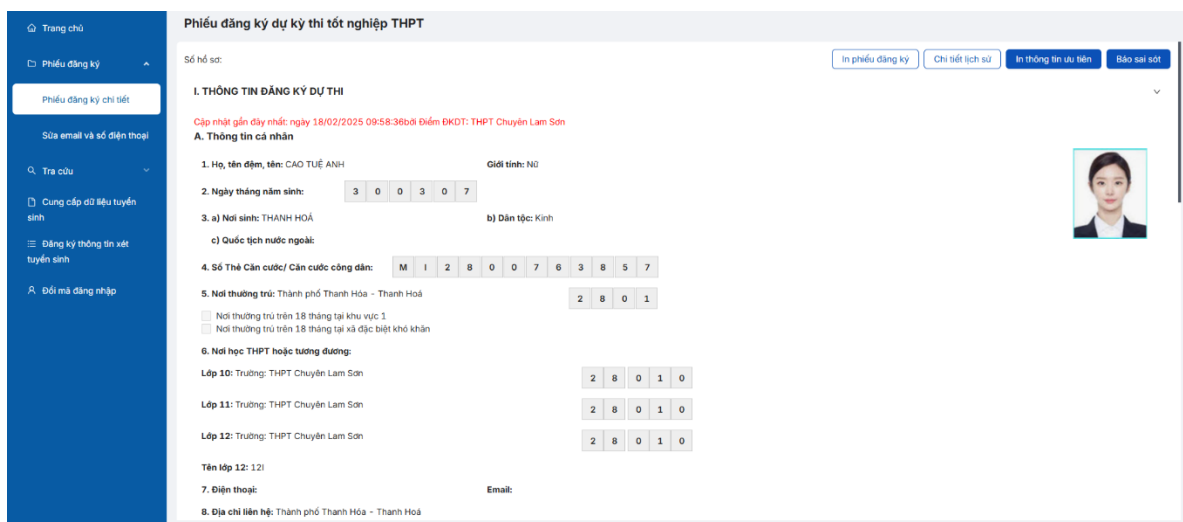 Trang chủ
Phiếu đăng ký
Phiếu đăng ký chi tiết
Sửa email và số điện thoại
Tra cứu
Cung cấp dữ liệu tuyển
sinh
Đăng ký thông tin xét
tuyển sinh
Đổi mã đăng nhập
Phiếu đăng ký dự kỳ thi tốt nghiệp THPT
Số hồ sơ:
In phiếu đăng ký Chi tiết lịch sử In thông tin ưu tiên Báo sai sót
I. THÔNG TIN ĐĂNG KÝ DỰ THI
Cập nhật gần đây nhất: ngày 18/02/2025 09:58:36bởi Điểm ĐKDT: THPT Chuyên Lam Sơn
A. Thông tin cá nhân
1. Họ, tên đệm, tên: CAO TUỆ ANH Giới tính: Nữ
2. Ngày tháng năm sinh: 3 0 0 3 0 7
3. a) Nơi sinh: THANH HOÁ b) Dân tộc: Kinh
c) Quốc tịch nước ngoài:
4. Số Thẻ Căn cước/ Căn cước công dân: M I 2 8 0 0 7 6 3 8 5 7
5. Nơi thường trú: Thành phố Thanh Hóa - Thanh Hoá 2 8 0 1
Nơi thường trú trên 18 tháng tại khu vực 1
Nơi thường trú trên 18 tháng tại xã đặc biệt khó khăn
6. Nơi học THPT hoặc tương đương:
Lớp 10: Trường: THPT Chuyên Lam Sơn 2 8 0 1 0
Lớp 11: Trường: THPT Chuyên Lam Sơn 2 8 0 1 0
Lớp 12: Trường: THPT Chuyên Lam Sơn 2 8 0 1 0
Tên lớp 12: 12I
7. Điện thoại: Email:
8. Địa chỉ liên hệ: Thành phố Thanh Hóa - Thanh Hoá